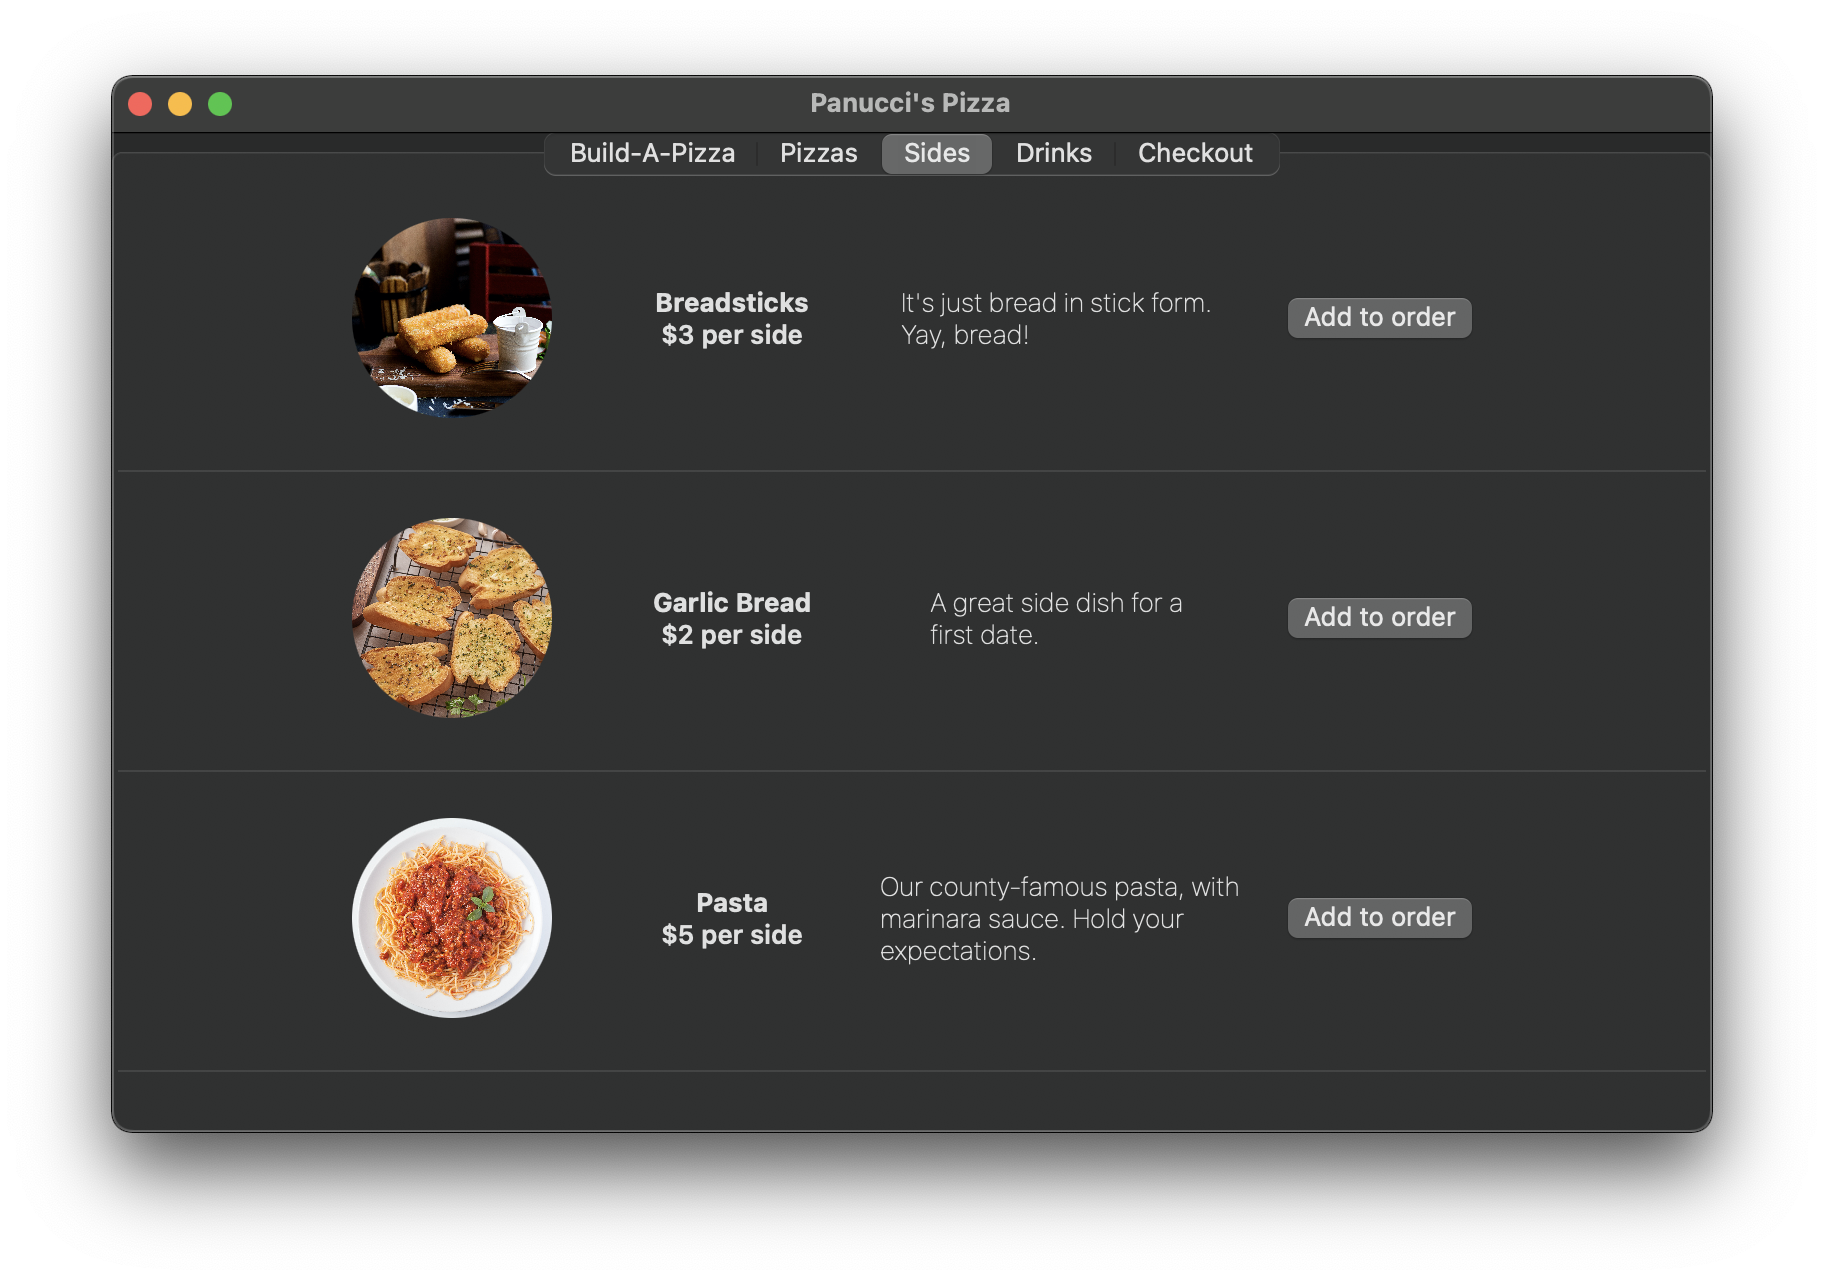 Panucci's Pizza
Build-A-Pizza Pizzas Sides Drinks Checkout
Breadsticks
$3 per side
It's just bread in stick form.
Yay, bread!
Add to order
Garlic Bread
$2 per side
A great side dish for a
first date.
Add to order
Pasta
$5 per side
Our county-famous pasta, with
marinara sauce. Hold your
expectations.
Add to order